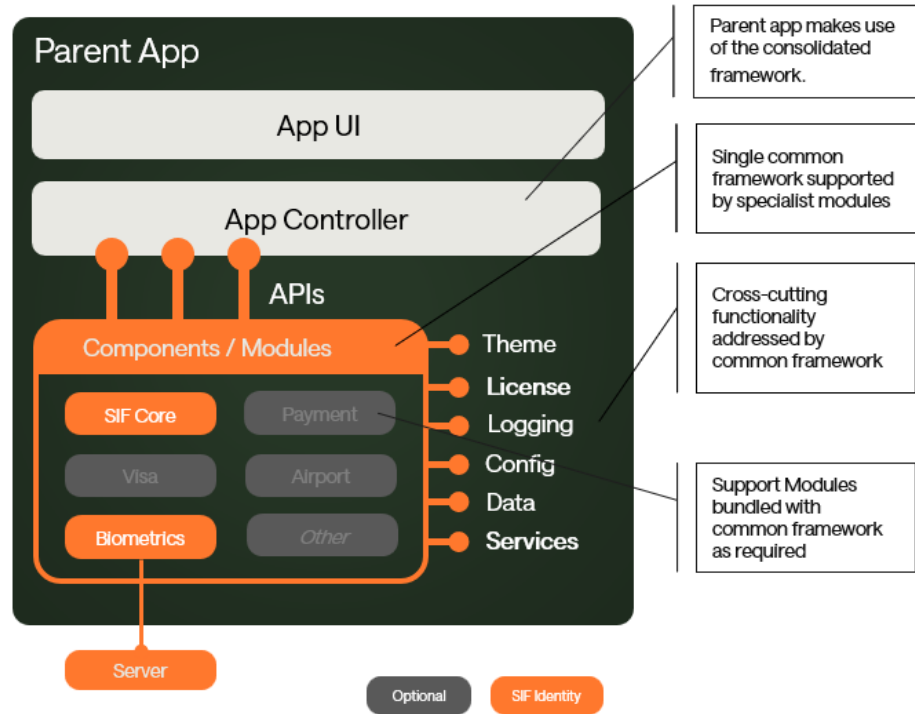 Parent App
App UI
App Controller
APIs
Components / Modules
SIF Core
Payment
Visa
Airport
Biometrics
Other
Server
Theme
License
Logging
Config
Data
Services
Parent app makes use
of the consolidated
framework.
Single common
framework supported
by specialist modules
Cross-cutting
functionality
addressed by
common framework
Support Modules
bundled with
common framework
as required
Optional
SIF Identity